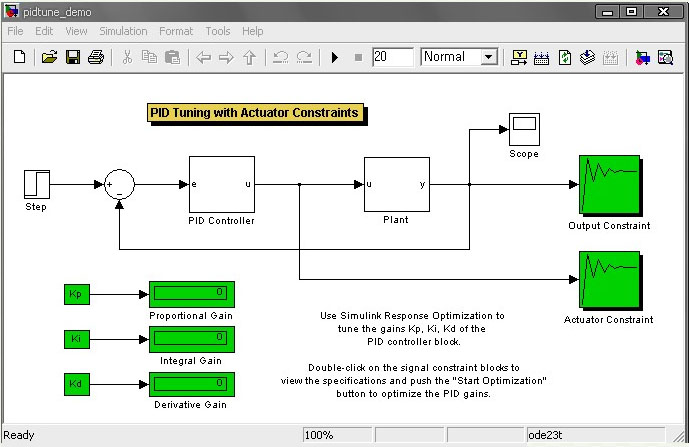 pidtune_demo
File Edit View Simulation Format Tools Help
20 Normal
PID Tuning with Actuator Constraints
Scope
Step
+
−
e u
PID Controller
u y
Plant
Output Constraint
Kp 0
Proportional Gain
Ki 0
Integral Gain
Kd 0
Derivative Gain
Actuator Constraint
Use Simulink Response Optimization to
tune the gains Kp, Ki, Kd of the
PID controller block.
Double-click on the signal constraint blocks to
view the specifications and push the "Start Optimization"
button to optimize the PID gains.
Ready 100% ode23t